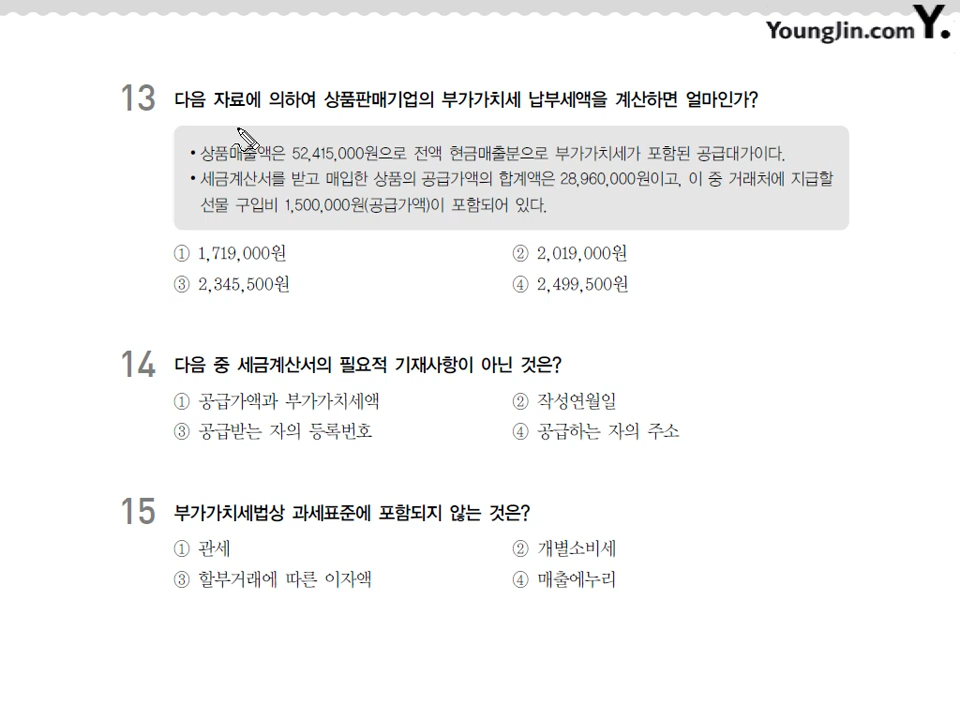 YoungJin.com Y.
13 다음 자료에 의하여 상품판매기업의 부가가치세 납부세액을 계산하면 얼마인가?
• 상품매출액은 52,415,000원으로 전액 현금매출분으로 부가가치세가 포함된 공급대가이다.
• 세금계산서를 받고 매입한 상품의 공급가액의 합계액은 28,960,000원이고, 이 중 거래처에 지급할
선물 구입비 1,500,000원(공급가액)이 포함되어 있다.
① 1,719,000원 ② 2,019,000원
③ 2,345,500원 ④ 2,499,500원
14 다음 중 세금계산서의 필요적 기재사항이 아닌 것은?
① 공급가액과 부가가치세액 ② 작성연월일
③ 공급받는 자의 등록번호 ④ 공급하는 자의 주소
15 부가가치세법상 과세표준에 포함되지 않는 것은?
① 관세 ② 개별소비세
③ 할부거래에 따른 이자액 ④ 매출에누리